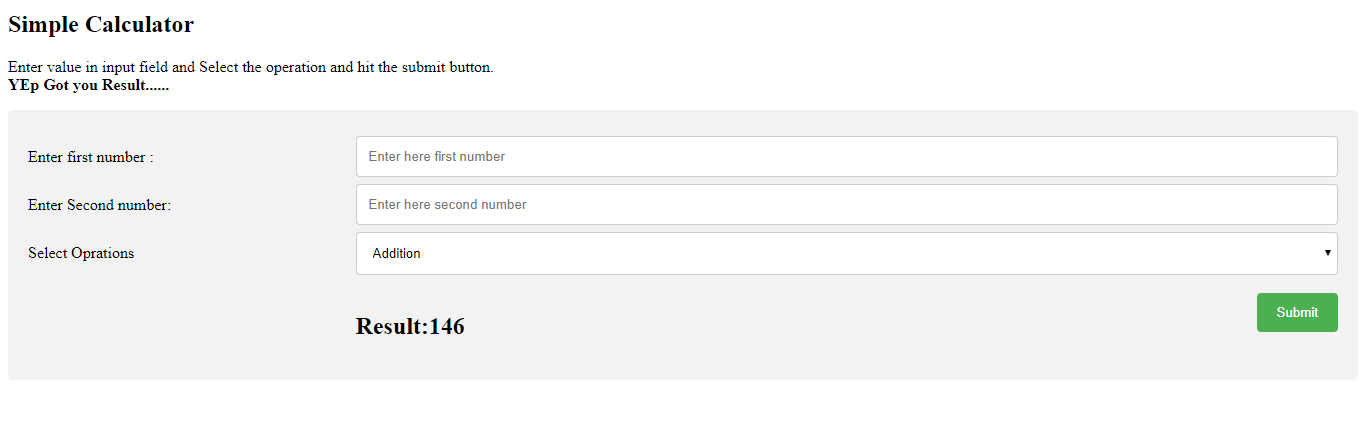 Simple Calculator
Enter value in input field and Select the operation and hit the submit button.
YEp Got you Result......
Enter first number :
Enter here first number
Enter Second number:
Enter here second number
Select Oprations
Addition
Submit
Result:146